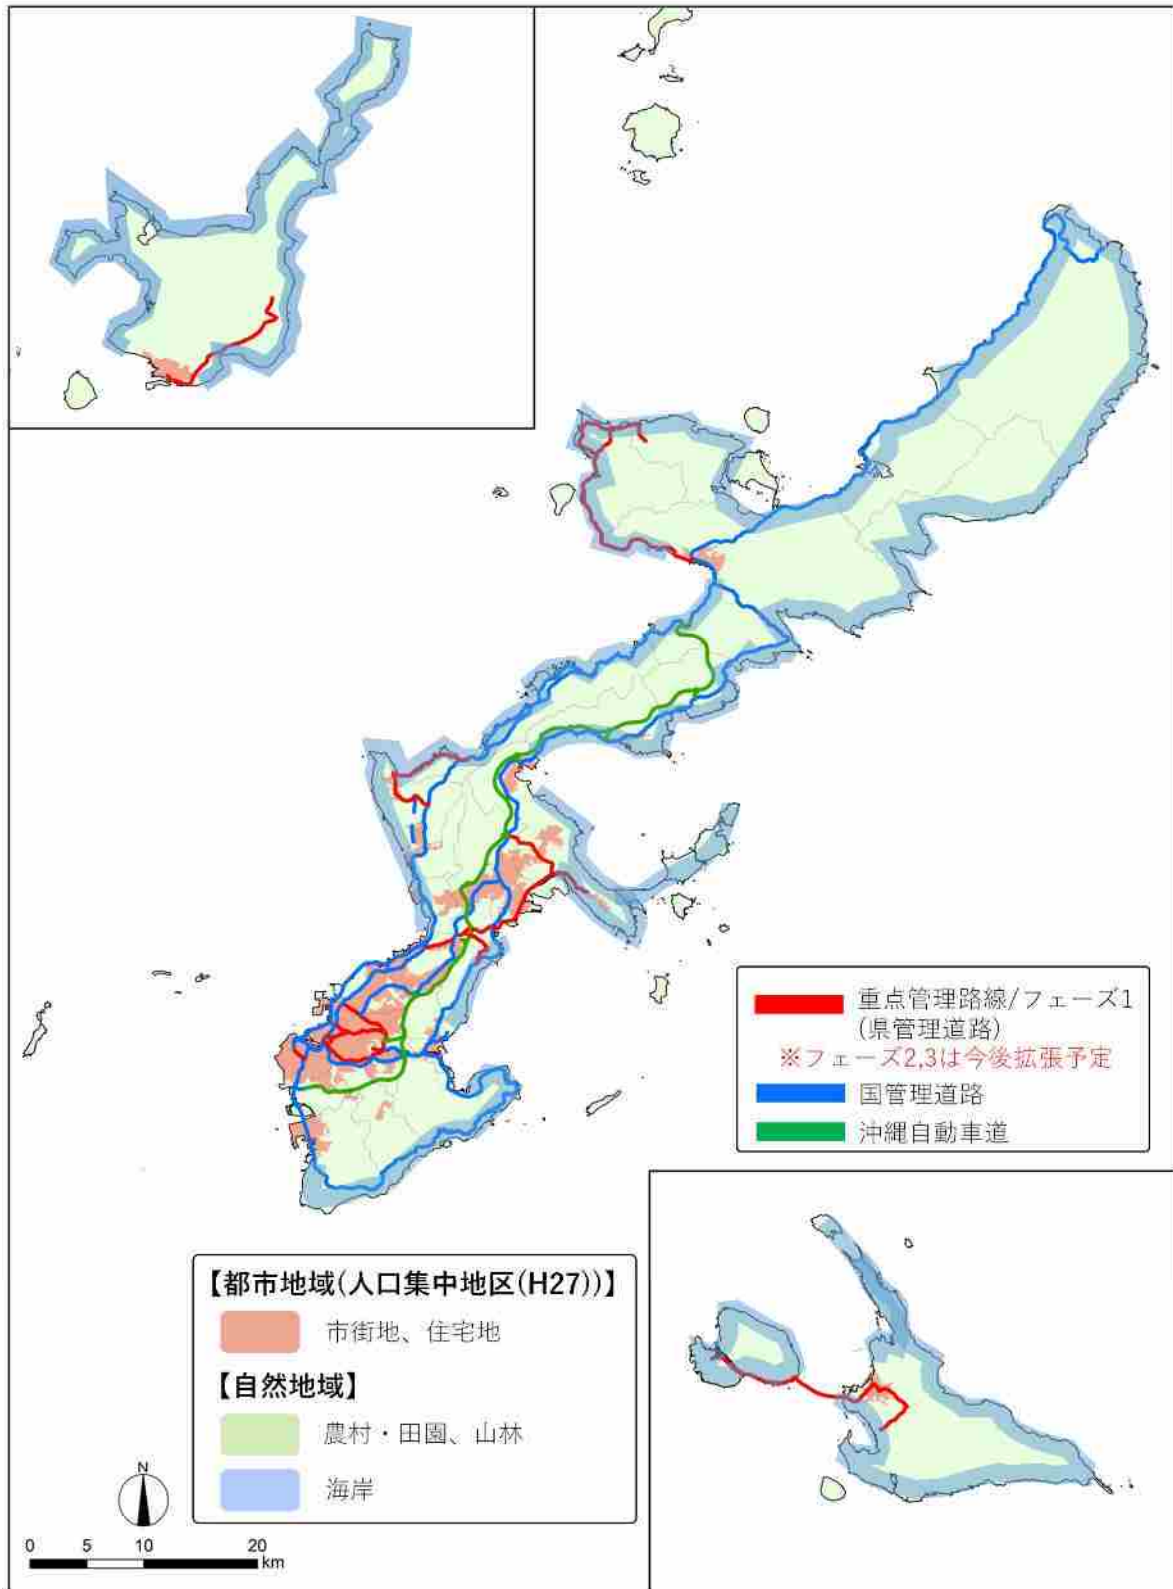 重点管理路線/フェーズ1
(県管理道路)
※フェーズ2,3は今後拡張予定
国管理道路
沖縄自動車道
【都市地域(人口集中地区(H27))】
市街地、住宅地
【自然地域】
農村・田園、山林
海岸
N
0 5 10 20
km